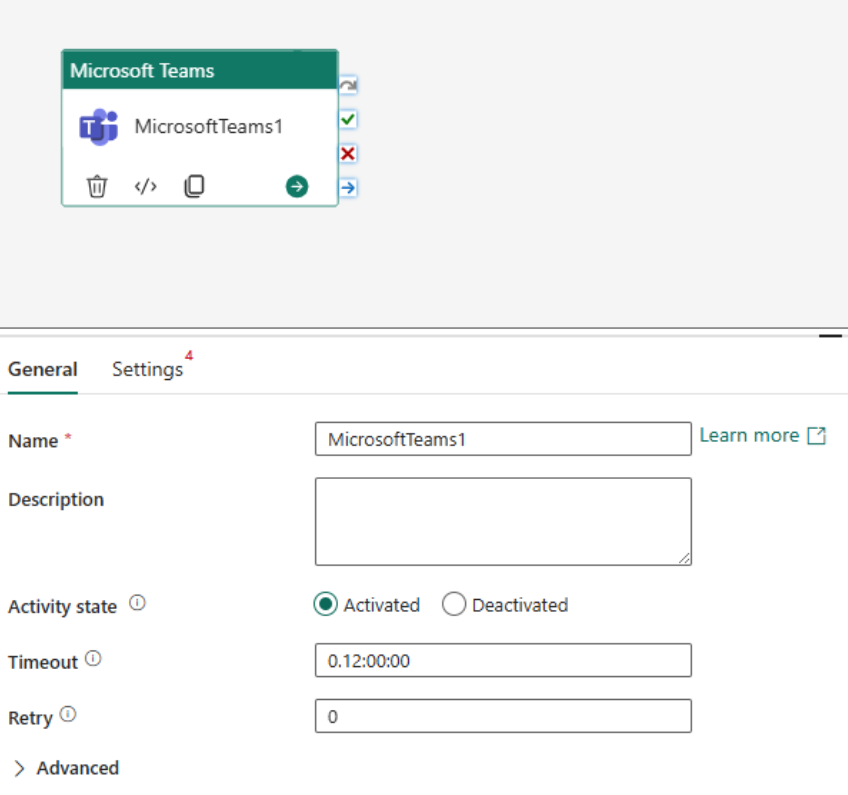 Microsoft Teams
MicrosoftTeams1
General
Settings 4
Name * MicrosoftTeams1 Learn more
Description
Activity state Activated Deactivated
Timeout 0.12:00:00
Retry 0
Advanced